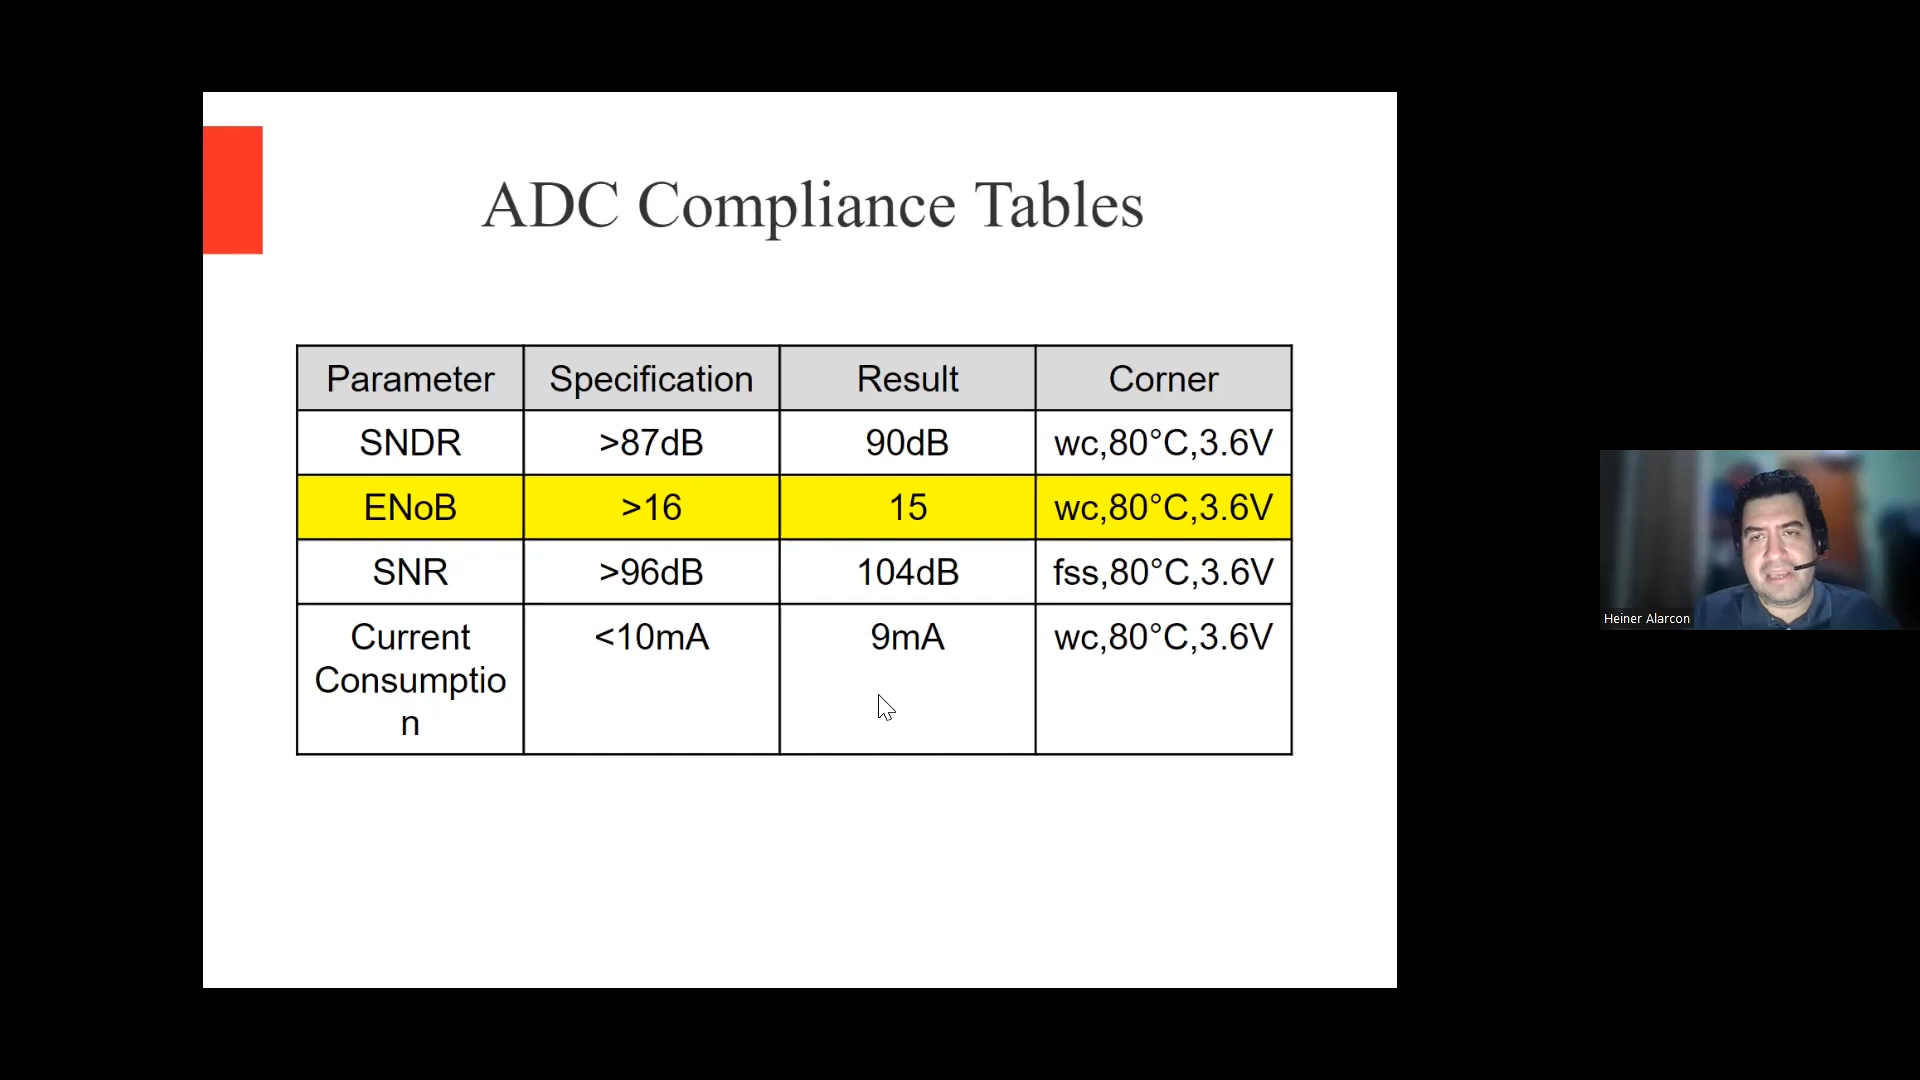 ADC Compliance Tables
Parameter Specification Result Corner
SNDR >87dB 90dB wc,80°C,3.6V
ENoB >16 15 wc,80°C,3.6V
SNR >96dB 104dB fss,80°C,3.6V
Current <10mA 9mA wc,80°C,3.6V
Consumptio
n
Heiner Alarcon